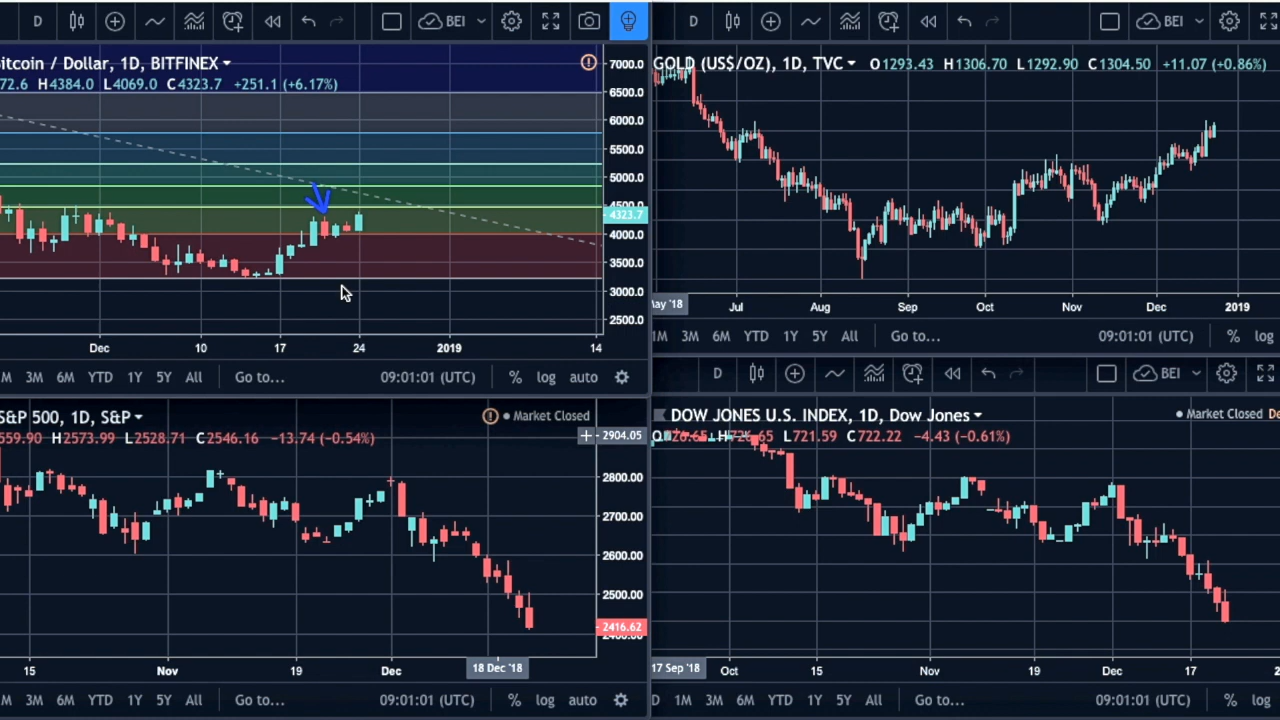 D BEI
itcoin / Dollar, 1D, BITFINEX
72.6 H4384.0 L4069.0 C4323.7 +251.1 (+6.17%)
7000.0
6500.0
6000.0
5500.0
5000.0
4500.0
4323.7
4000.0
3500.0
3000.0
2500.0
Dec 10 17 24 2019 14
M 3M 6M YTD 1Y 5Y All Go to... 09:01:01 (UTC) % log auto
D BEI
GOLD (US$/OZ), 1D, TVC O1293.43 H1306.70 L1292.90 C1304.50 +11.07 (+0.86%)
May '18 Jul Aug Sep Oct Nov Dec 2019
1M 3M 6M YTD 1Y 5Y All Go to... 09:01:01 (UTC) % log
S&P 500, 1D, S&P Market Closed
559.90 H2573.99 L2528.71 C2546.16 -13.74 (-0.54%)
2904.05
2800.00
2700.00
2600.00
2500.00
2416.62
2400.00
15 Nov 19 Dec 18 Dec '18
M 3M 6M YTD 1Y 5Y All Go to... 09:01:01 (UTC) % log auto
D BEI
DOW JONES U.S. INDEX, 1D, Dow Jones Market Closed De
O726.65 H726.65 L721.59 C722.22 -4.43 (-0.61%)
17 Sep '18 Oct 15 Nov 19 Dec 17 2
D 1M 3M 6M YTD 1Y 5Y All Go to... 09:01:01 (UTC) % log